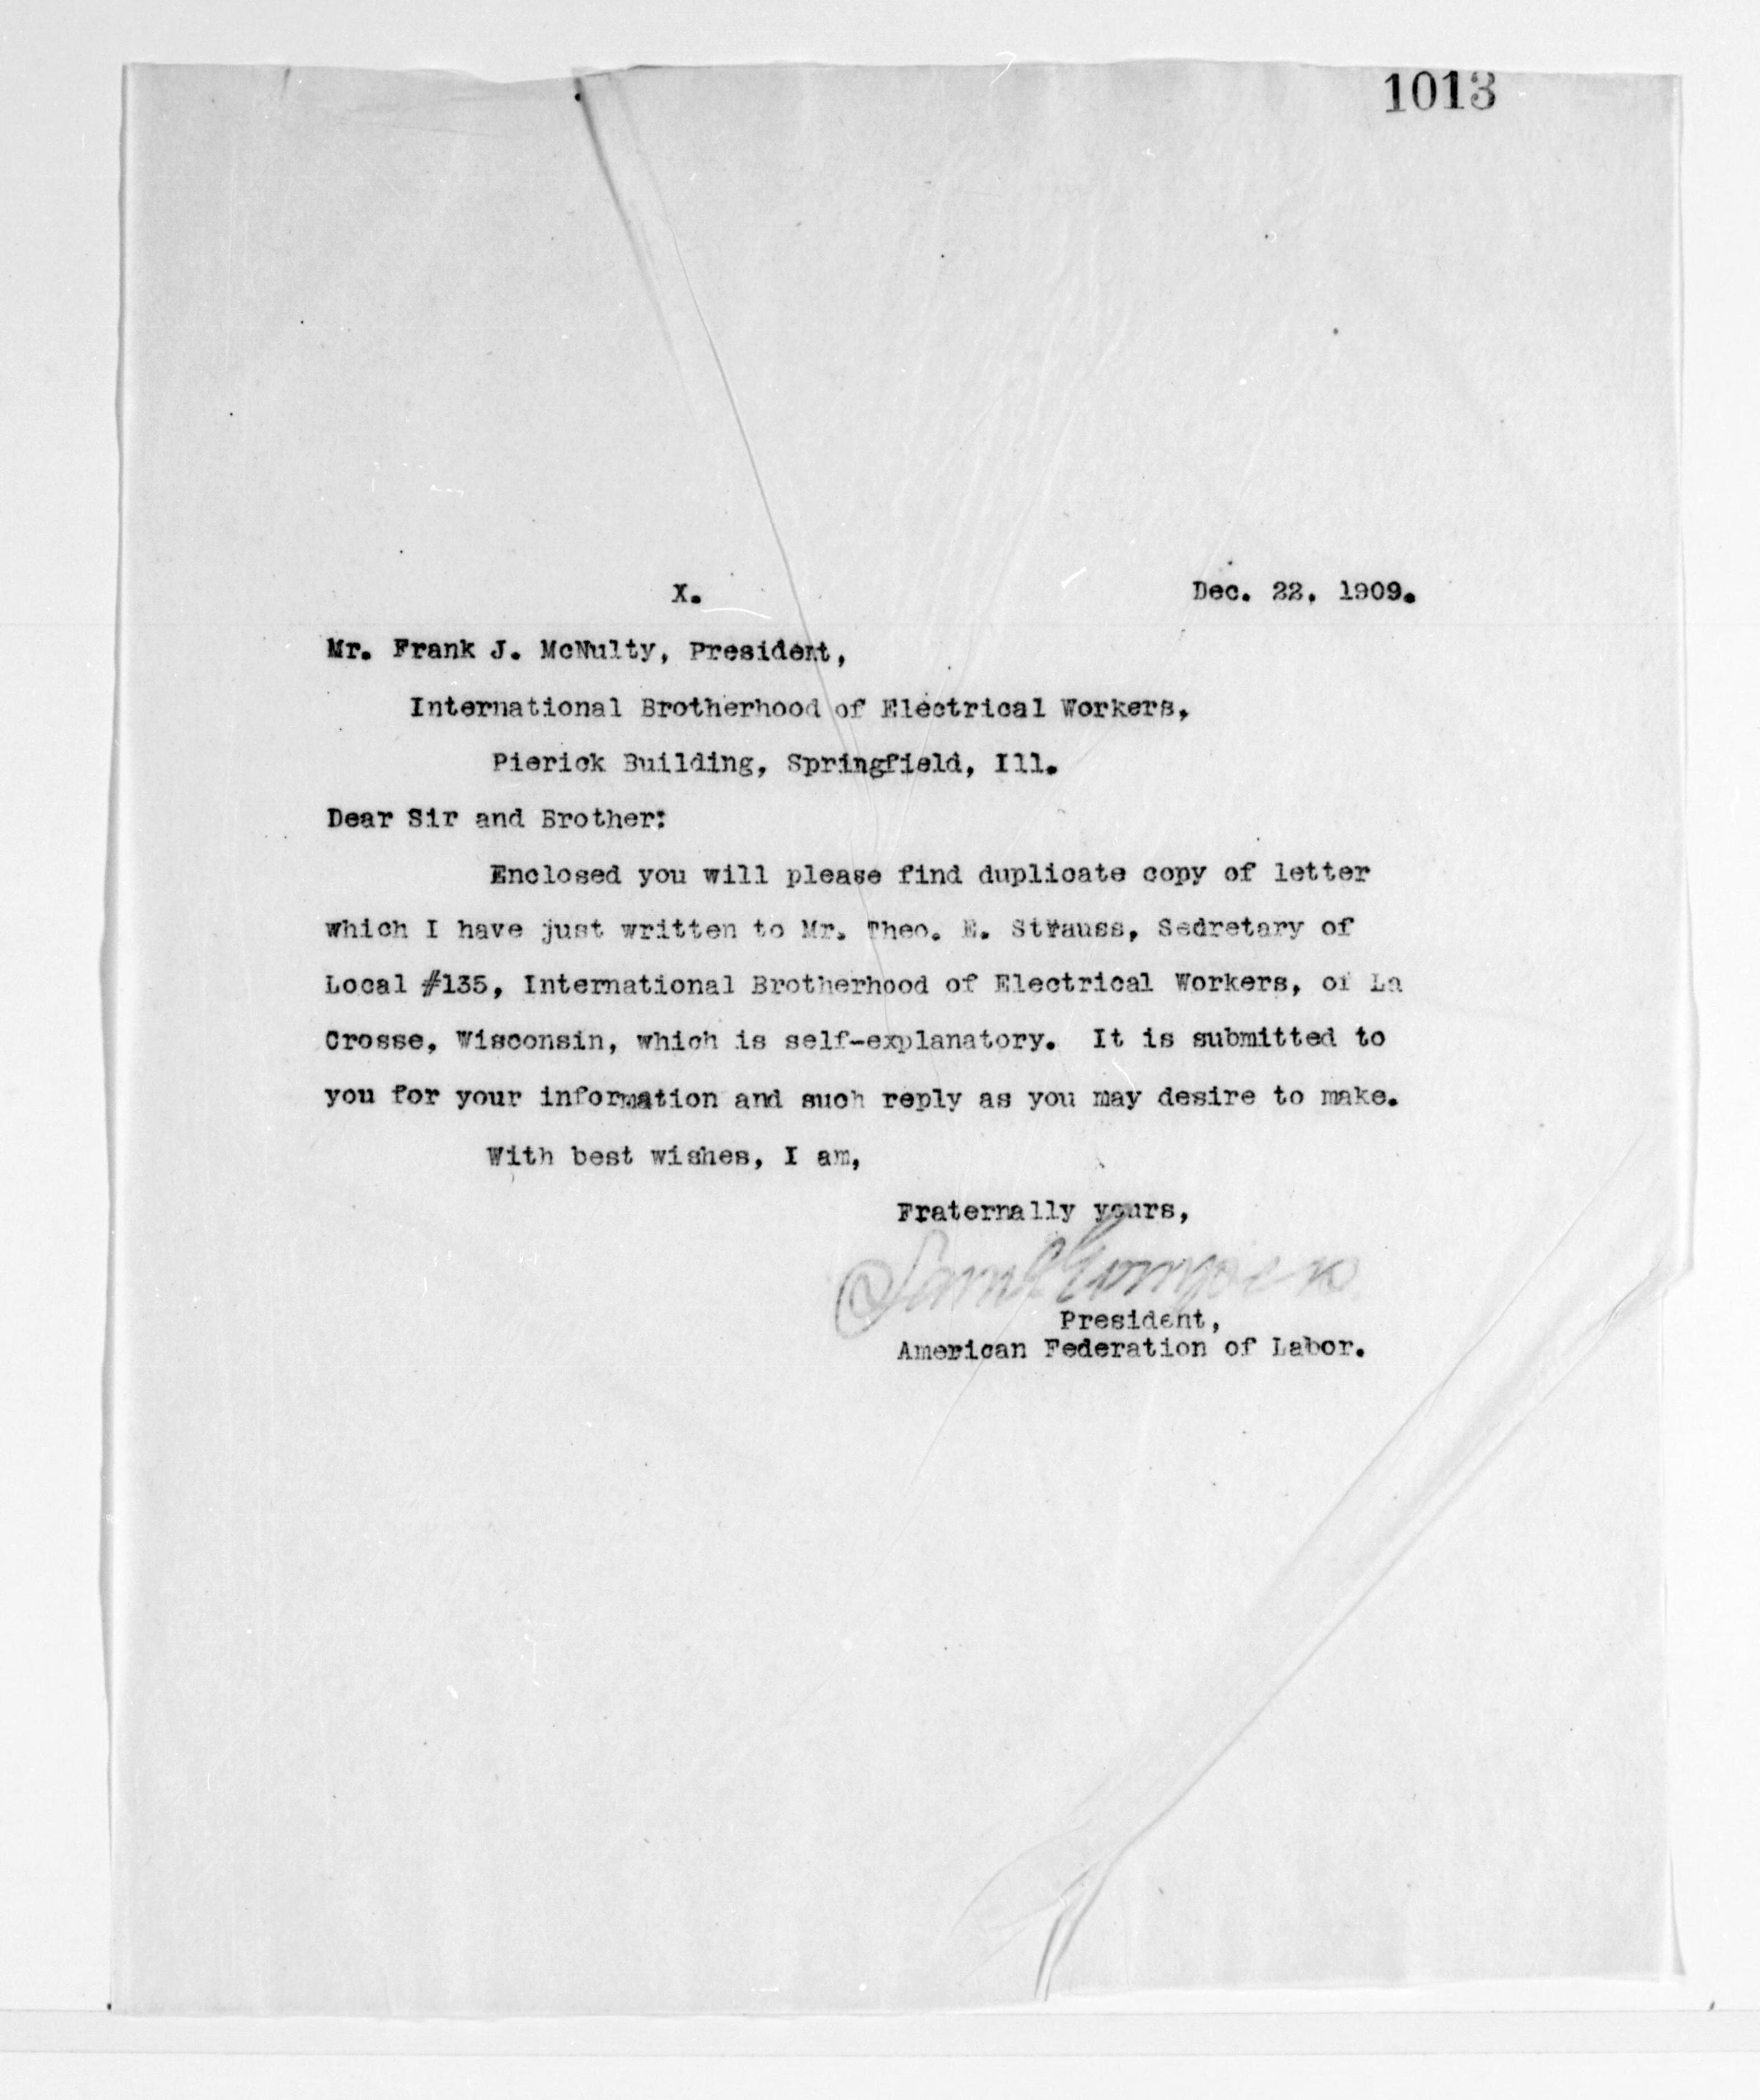 1013
X. Dec. 22, 1909.
Mr. Frank J. McNulty, President,
International Brotherhood of Electrical Workers,
Pierick Building, Springfield, Ill.
Dear Sir and Brother:
Enclosed you will please find duplicate copy of letter
which I have just written to Mr. Theo. E. Strauss, Sedretary of
Local #135, International Brotherhood of Electrical Workers, of La
Crosse, Wisconsin, which is self-explanatory. It is submitted to
you for your information and such reply as you may desire to make.
With best wishes, I am,
Fraternally yours,
Saml Gompers.
President,
American Federation of Labor.